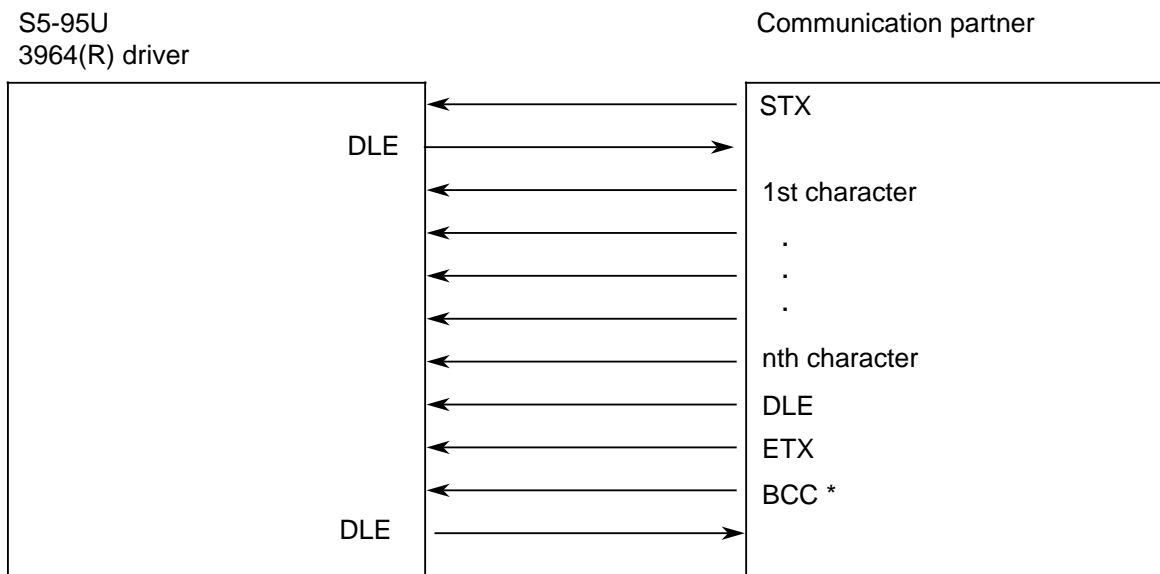 S5-95U
3964(R) driver
Communication partner
STX
DLE
1st character
.
.
.
nth character
DLE
ETX
BCC *
DLE